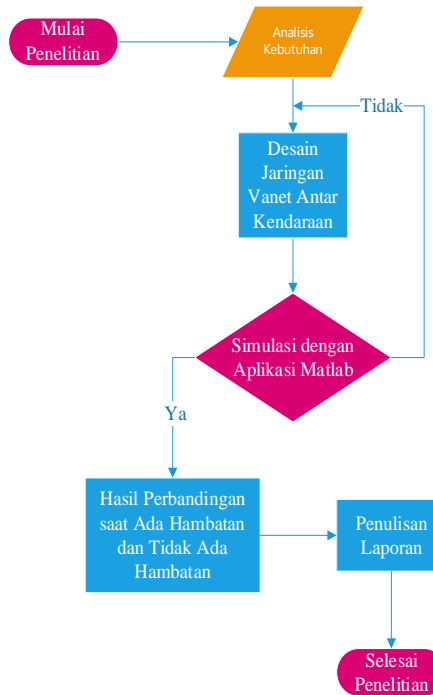 Mulai
Penelitian
Analisis
Kebutuhan
Tidak
Desain
Jaringan
Vanet Antar
Kendaraan
Simulasi dengan
Aplikasi Matlab
Ya
Hasil Perbandingan
saat Ada Hambatan
dan Tidak Ada
Hambatan
Penulisan
Laporan
Selesai
Penelitian